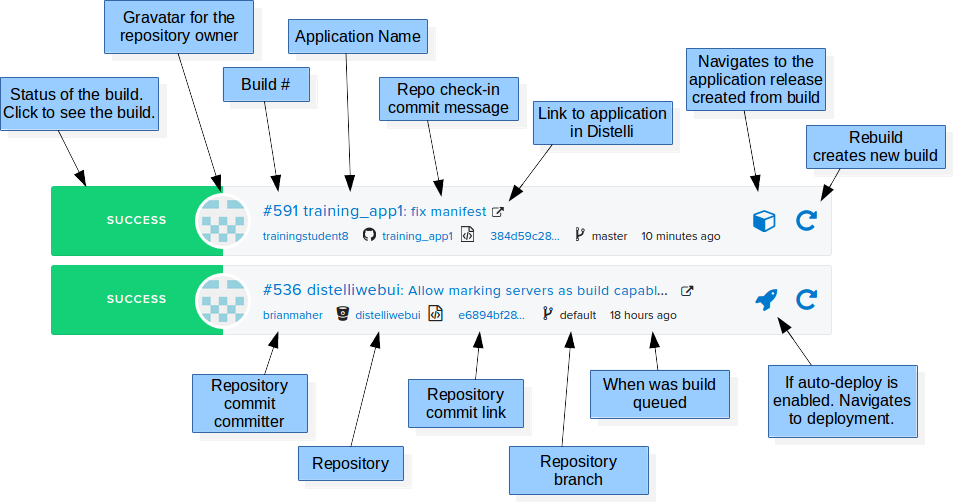 Gravatar for the
repository owner
Application Name
Status of the build.
Click to see the build.
Build #
Repo check-in
commit message
Link to application
in Distelli
Navigates to the
application release
created from build
Rebuild
creates new build
SUCCESS
#591 training_app1: fix manifest
trainingstudent8 training_app1 384d59c28... master 10 minutes ago
SUCCESS
#536 distelliwebui: Allow marking servers as build capabl...
brianmaher distelliwebui e6894bf28... default 18 hours ago
Repository
commit
committer
Repository
Repository
commit link
Repository
branch
When was build
queued
If auto-deploy is
enabled. Navigates
to deployment.